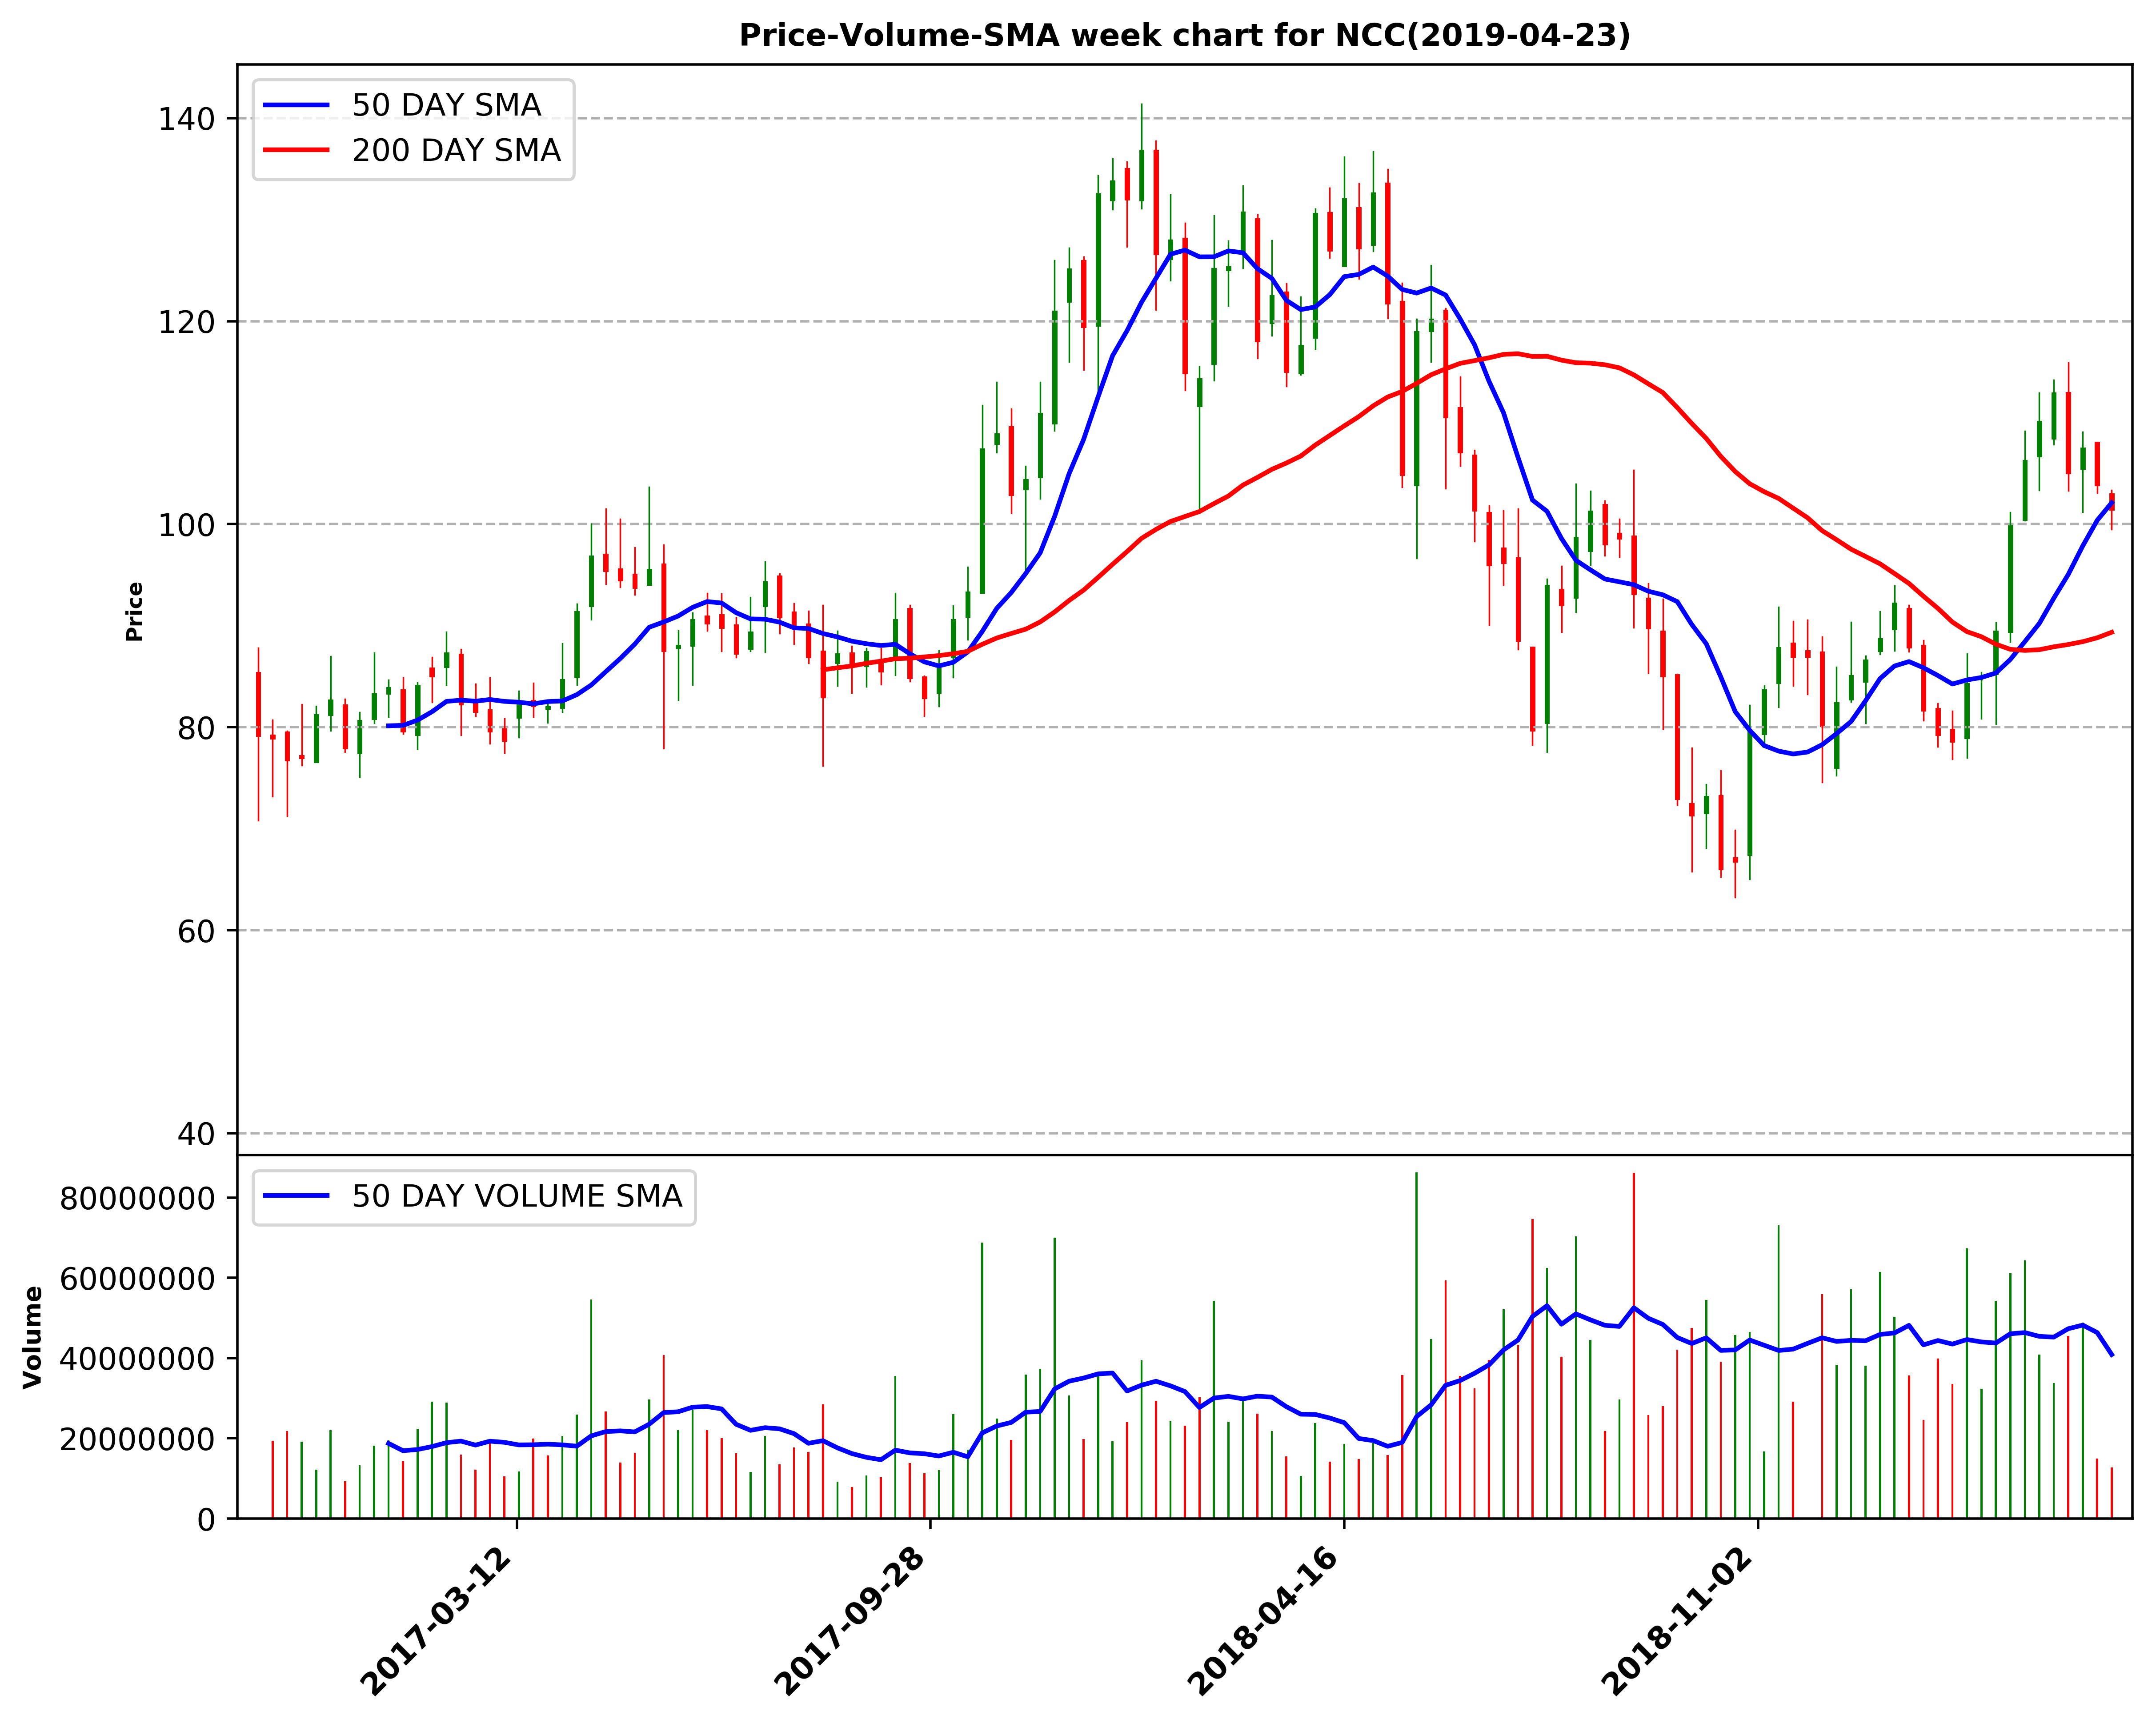 Price-Volume-SMA week chart for NCC(2019-04-23)
50 DAY SMA
200 DAY SMA
140
120
100
80
60
40
Price
50 DAY VOLUME SMA
80000000
60000000
40000000
20000000
0
Volume
2017-03-12
2017-09-28
2018-04-16
2018-11-02